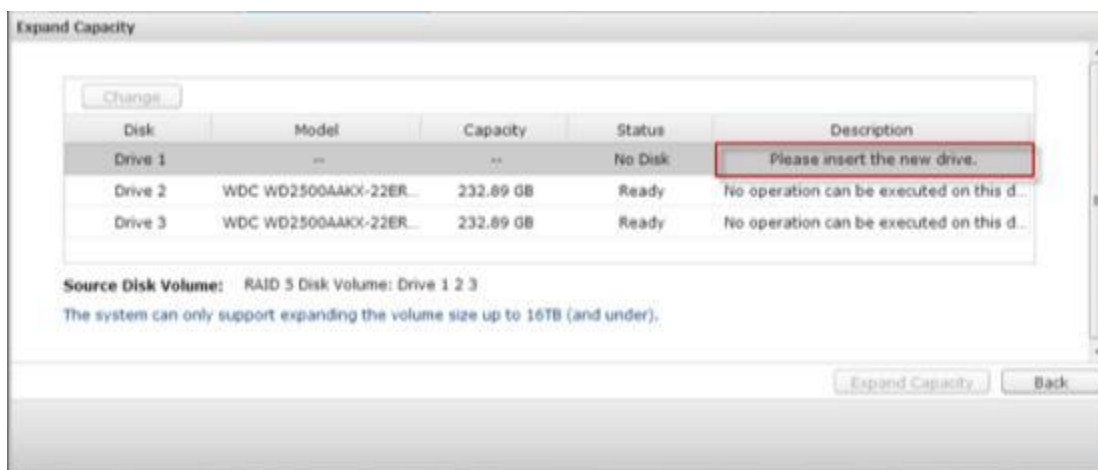 Expand Capacity
Change
Disk Model Capacity Status Description
Drive 1 -- -- No Disk Please insert the new drive.
Drive 2 WDC WD2500AAKX-22ER... 232.89 GB Ready No operation can be executed on this d...
Drive 3 WDC WD2500AAKX-22ER... 232.89 GB Ready No operation can be executed on this d...
Source Disk Volume: RAID 5 Disk Volume: Drive 1 2 3
The system can only support expanding the volume size up to 16TB (and under).
Expand Capacity Back